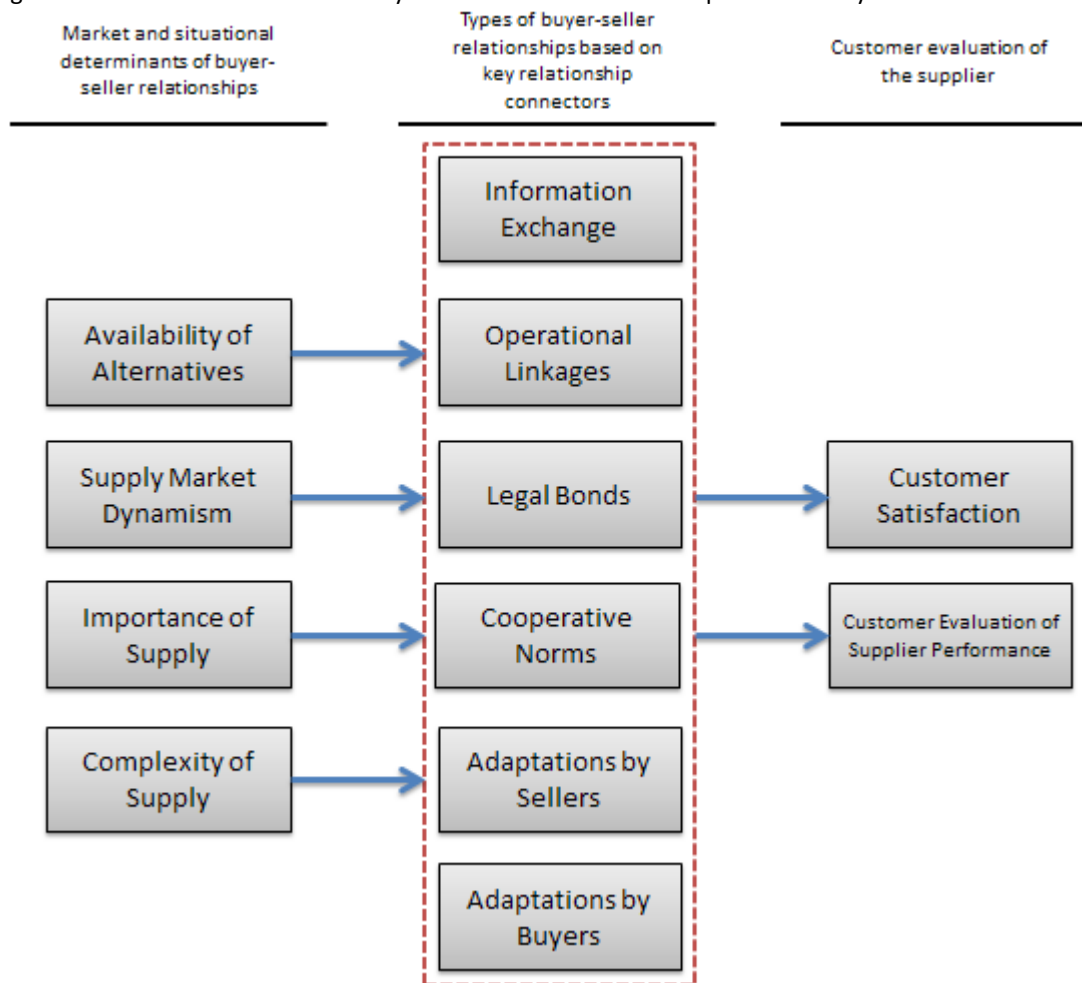 Market and situational
determinants of buyer-
seller relationships
Types of buyer-seller
relationships based on
key relationship
connectors
Customer evaluation of
the supplier
Information
Exchange
Availability of
Alternatives
Operational
Linkages
Supply Market
Dynamism
Legal Bonds
Customer
Satisfaction
Importance of
Supply
Cooperative
Norms
Customer Evaluation of
Supplier Performance
Complexity of
Supply
Adaptations by
Sellers
Adaptations by
Buyers